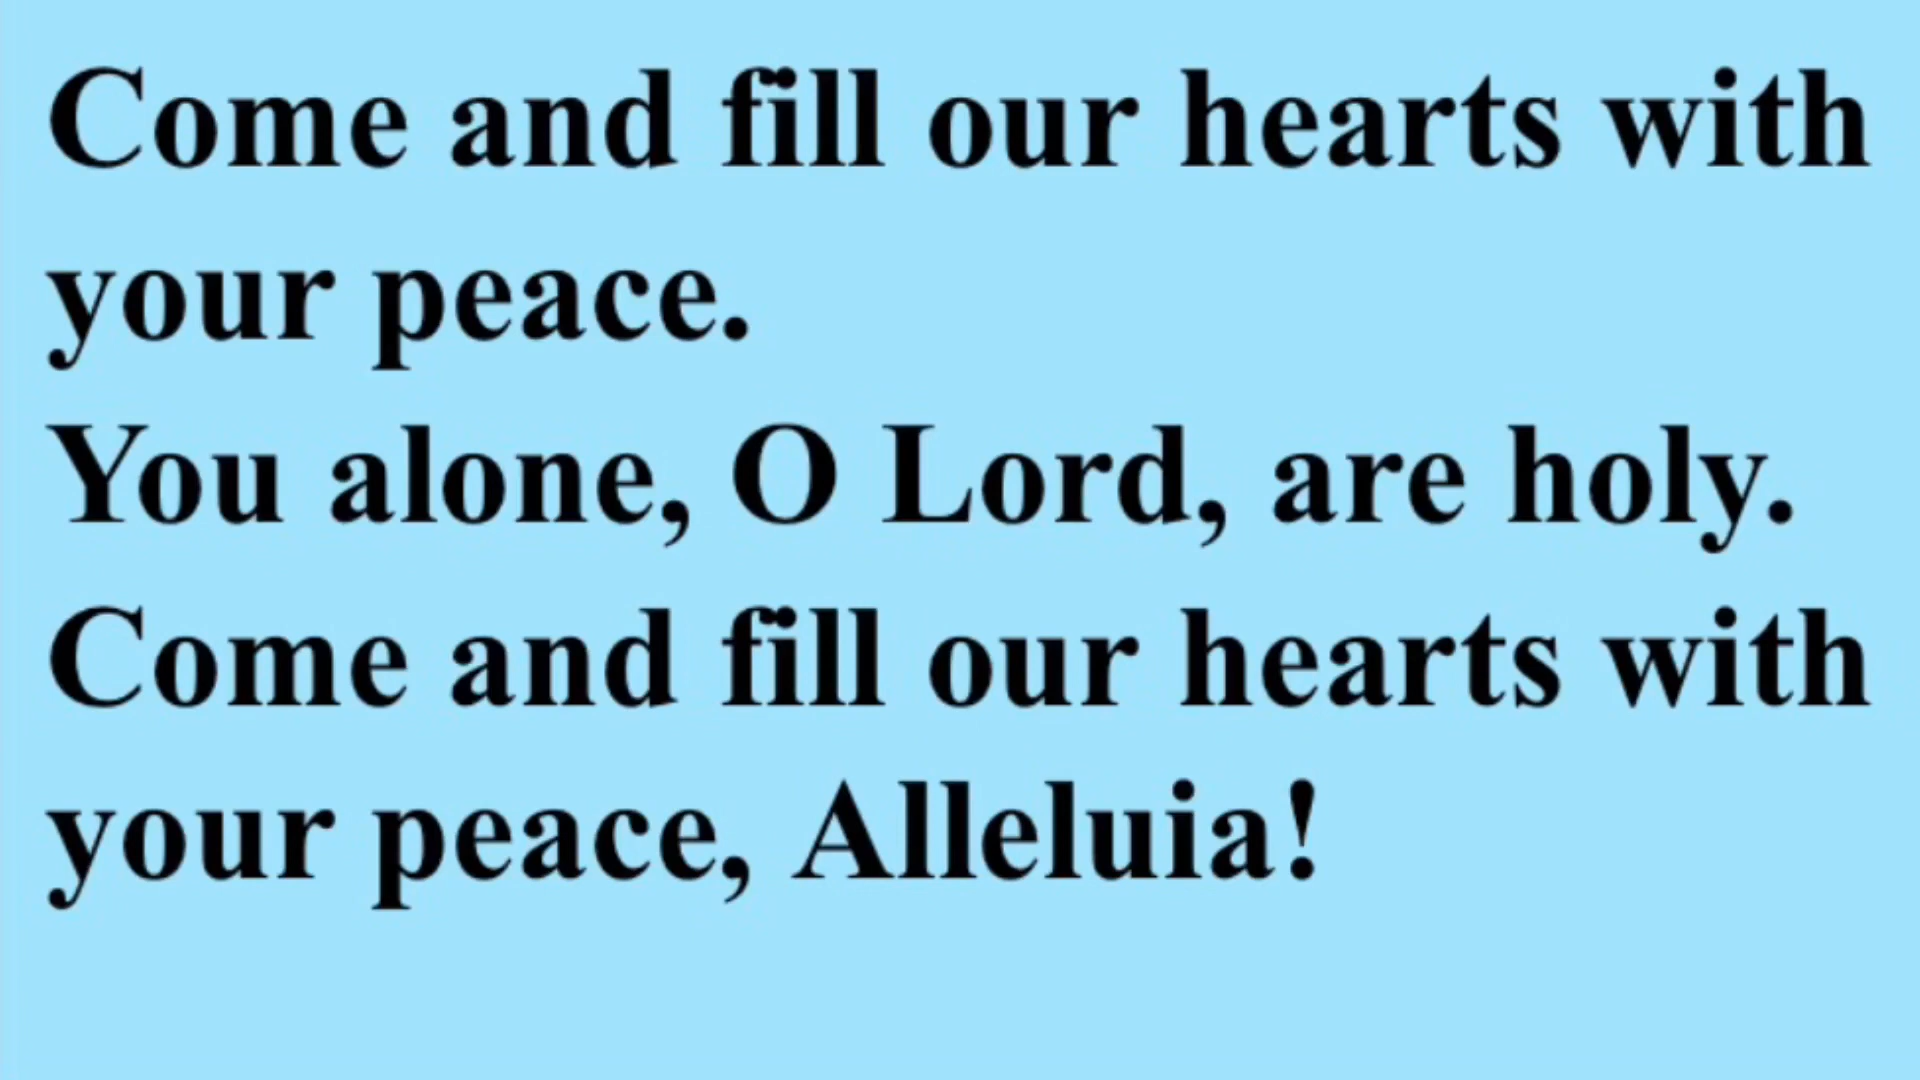 Come and fill our hearts with
your peace.
You alone, O Lord, are holy.
Come and fill our hearts with
your peace, Alleluia!